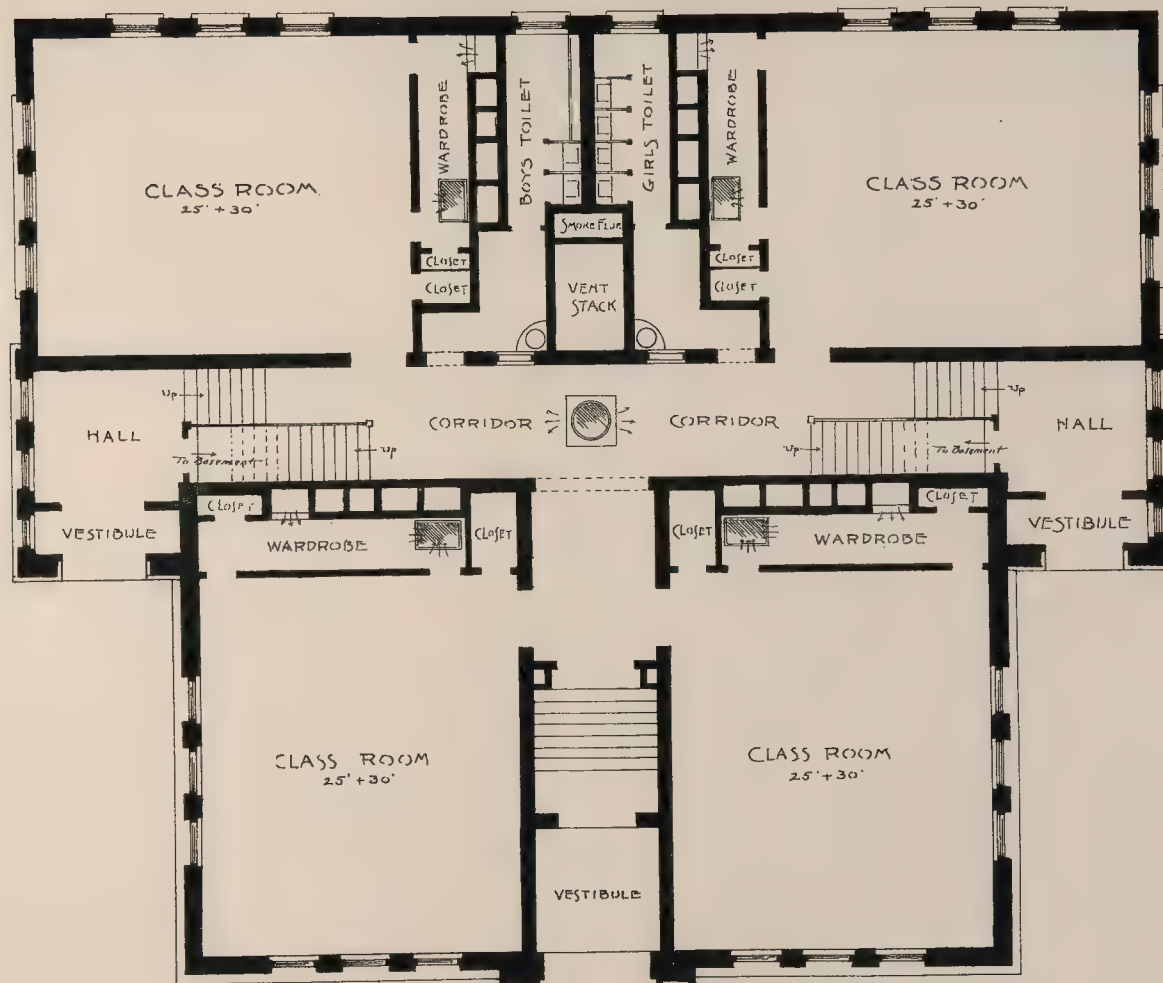 WARDROBE
BOYS TOILET
GIRLS TOILET
WARDROBE
CLASS ROOM
25' + 30'
CLASS ROOM
25' + 30'
SMOKE FLUE
CLOSET
CLOSET
CLOSET
CLOSET
VENT
STACK
UP
UP
HALL
CORRIDOR
CORRIDOR
HALL
To Basement
UP
UP
To Basement
CLOSET
CLOSET
VESTIBULE
WARDROBE
CLOSET
CLOSET
WARDROBE
VESTIBULE
CLASS ROOM
25' + 30'
CLASS ROOM
25' + 30'
VESTIBULE